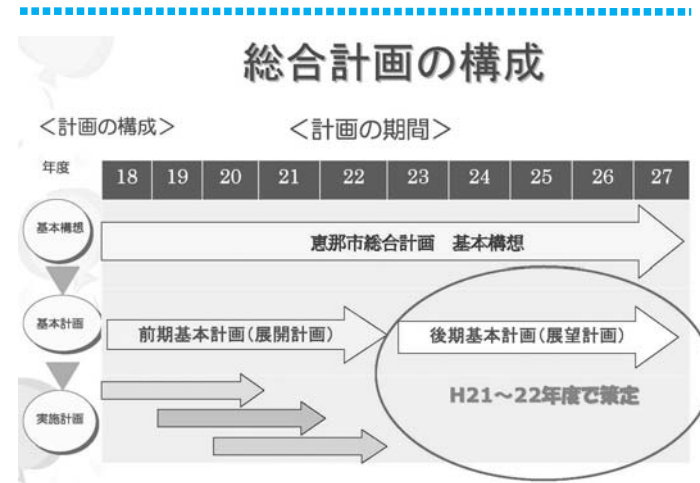 総合計画の構成
＜計画の構成＞ ＜計画の期間＞
年度 18 19 20 21 22 23 24 25 26 27
基本構想
恵那市総合計画 基本構想
基本計画
前期基本計画(展開計画)
後期基本計画(展望計画)
H21～22年度で策定
実施計画